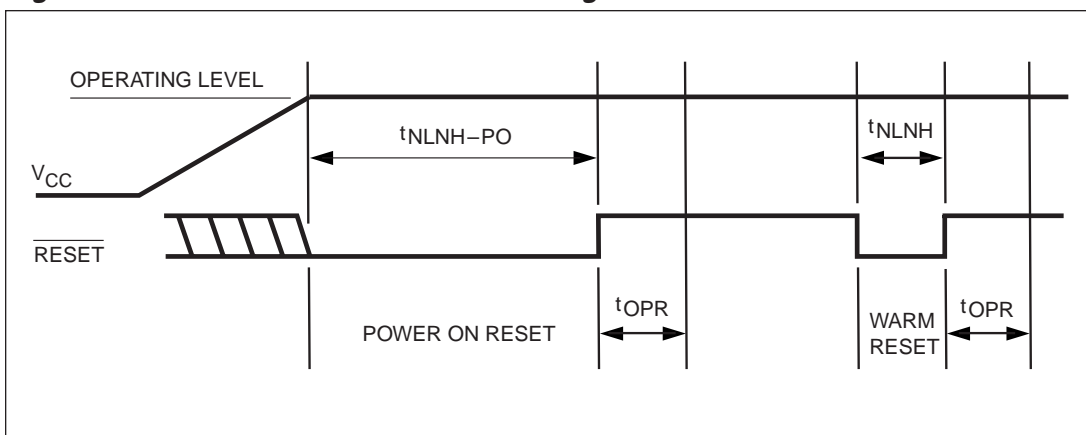 OPERATING LEVEL
tNLNH–PO
tNLNH
VCC
RESET
tOPR
tOPR
POWER ON RESET
WARM
RESET